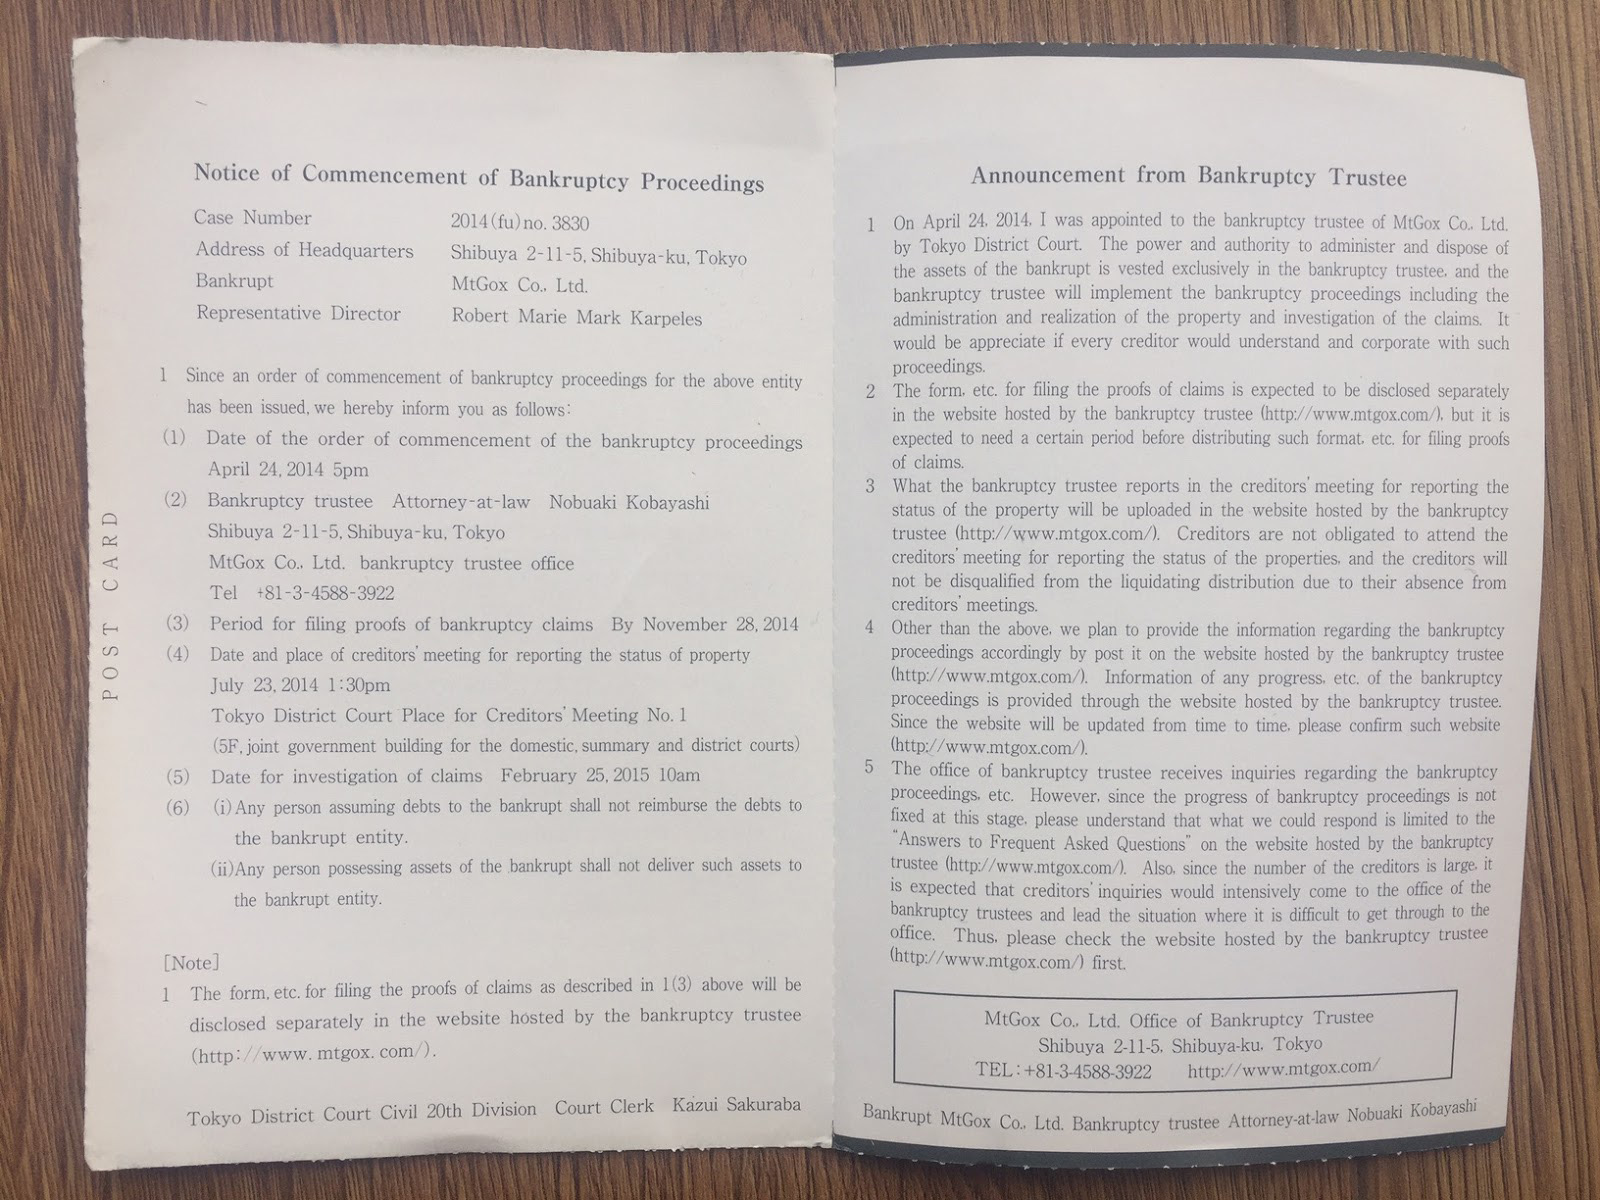 POST CARD
Notice of Commencement of Bankruptcy Proceedings
Case Number 2014(fu)no. 3830
Address of Headquarters Shibuya 2-11-5, Shibuya-ku, Tokyo
Bankrupt MtGox Co., Ltd.
Representative Director Robert Marie Mark Karpeles
1 Since an order of commencement of bankruptcy proceedings for the above entity
has been issued, we hereby inform you as follows:
(1) Date of the order of commencement of the bankruptcy proceedings
April 24, 2014 5pm
(2) Bankruptcy trustee Attorney-at-law Nobuaki Kobayashi
Shibuya 2-11-5, Shibuya-ku, Tokyo
MtGox Co., Ltd. bankruptcy trustee office
Tel +81-3-4588-3922
(3) Period for filing proofs of bankruptcy claims By November 28, 2014
(4) Date and place of creditors' meeting for reporting the status of property
July 23, 2014 1:30pm
Tokyo District Court Place for Creditors' Meeting No. 1
(5F, joint government building for the domestic, summary and district courts)
(5) Date for investigation of claims February 25, 2015 10am
(6) (i) Any person assuming debts to the bankrupt shall not reimburse the debts to
the bankrupt entity.
(ii) Any person possessing assets of the bankrupt shall not deliver such assets to
the bankrupt entity.
[Note]
1 The form, etc. for filing the proofs of claims as described in 1(3) above will be
disclosed separately in the website hosted by the bankruptcy trustee
(http://www.mtgox.com/).
Tokyo District Court Civil 20th Division Court Clerk Kazui Sakuraba
Announcement from Bankruptcy Trustee
1 On April 24, 2014, I was appointed to the bankruptcy trustee of MtGox Co., Ltd.
by Tokyo District Court. The power and authority to administer and dispose of
the assets of the bankrupt is vested exclusively in the bankruptcy trustee, and the
bankruptcy trustee will implement the bankruptcy proceedings including the
administration and realization of the property and investigation of the claims. It
would be appreciate if every creditor would understand and corporate with such
proceedings.
2 The form, etc. for filing the proofs of claims is expected to be disclosed separately
in the website hosted by the bankruptcy trustee (http://www.mtgox.com/), but it is
expected to need a certain period before distributing such format, etc. for filing proofs
of claims.
3 What the bankruptcy trustee reports in the creditors' meeting for reporting the
status of the property will be uploaded in the website hosted by the bankruptcy
trustee (http://www.mtgox.com/). Creditors are not obligated to attend the
creditors' meeting for reporting the status of the properties, and the creditors will
not be disqualified from the liquidating distribution due to their absence from
creditors' meetings.
4 Other than the above, we plan to provide the information regarding the bankruptcy
proceedings accordingly by post it on the website hosted by the bankruptcy trustee
(http://www.mtgox.com/). Information of any progress, etc. of the bankruptcy
proceedings is provided through the website hosted by the bankruptcy trustee.
Since the website will be updated from time to time, please confirm such website
(http://www.mtgox.com/).
5 The office of bankruptcy trustee receives inquiries regarding the bankruptcy
proceedings, etc. However, since the progress of bankruptcy proceedings is not
fixed at this stage, please understand that what we could respond is limited to the
"Answers to Frequent Asked Questions" on the website hosted by the bankruptcy
trustee (http://www.mtgox.com/). Also, since the number of the creditors is large, it
is expected that creditors' inquiries would intensively come to the office of the
bankruptcy trustees and lead the situation where it is difficult to get through to the
office. Thus, please check the website hosted by the bankruptcy trustee
(http://www.mtgox.com/) first.
MtGox Co., Ltd. Office of Bankruptcy Trustee
Shibuya 2-11-5, Shibuya-ku, Tokyo
TEL:+81-3-4588-3922 http://www.mtgox.com/
Bankrupt MtGox Co., Ltd. Bankruptcy trustee Attorney-at-law Nobuaki Kobayashi